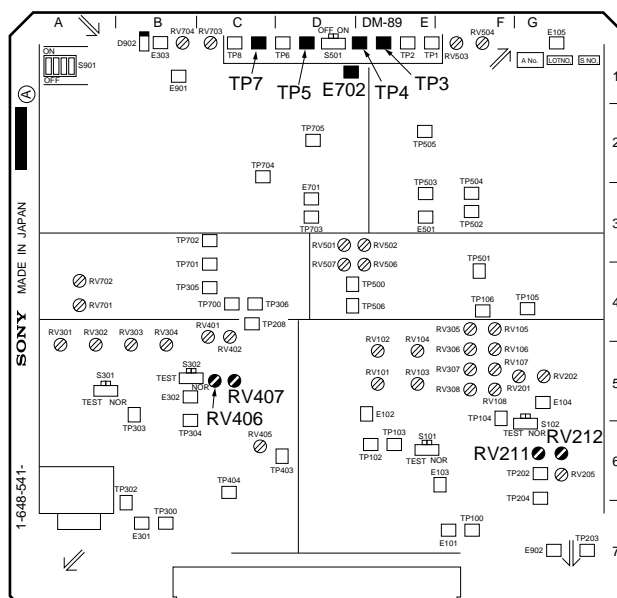 A B C D DM-89 E F G
D902
E303
RV704
RV703
OFF ON
TP8
TP6
S501
TP2
TP1
RV503
RV504
E105
A No.
LOTNO.
S NO.
ON
OFF
S901
E901
TP7
TP5
E702
TP4
TP3
1
A
TP705
TP505
2
TP704
E701
TP703
TP503
TP504
E501
TP502
3
TP702
TP701
TP305
RV501
RV502
RV507
RV506
TP501
RV702
RV701
TP700
TP306
TP500
TP506
TP106
TP105
4
RV301
RV302
RV303
RV304
RV401
RV402
TP208
RV102
RV104
RV305
RV105
RV306
RV106
RV307
RV107
RV308
RV201
RV202
RV101
RV103
5
S301
TEST NOR
S302
TEST
NOR
RV407
RV406
E302
TP303
TP304
E102
RV108
E104
TP104
S102
TEST NOR
RV405
TP403
TP102
TP103
S101
TEST NOR
RV211
RV212
6
TP202
RV205
TP204
E103
TP404
TP302
E301
TP300
E101
TP100
E902
TP203
7
SONY MADE IN JAPAN
1-648-541-